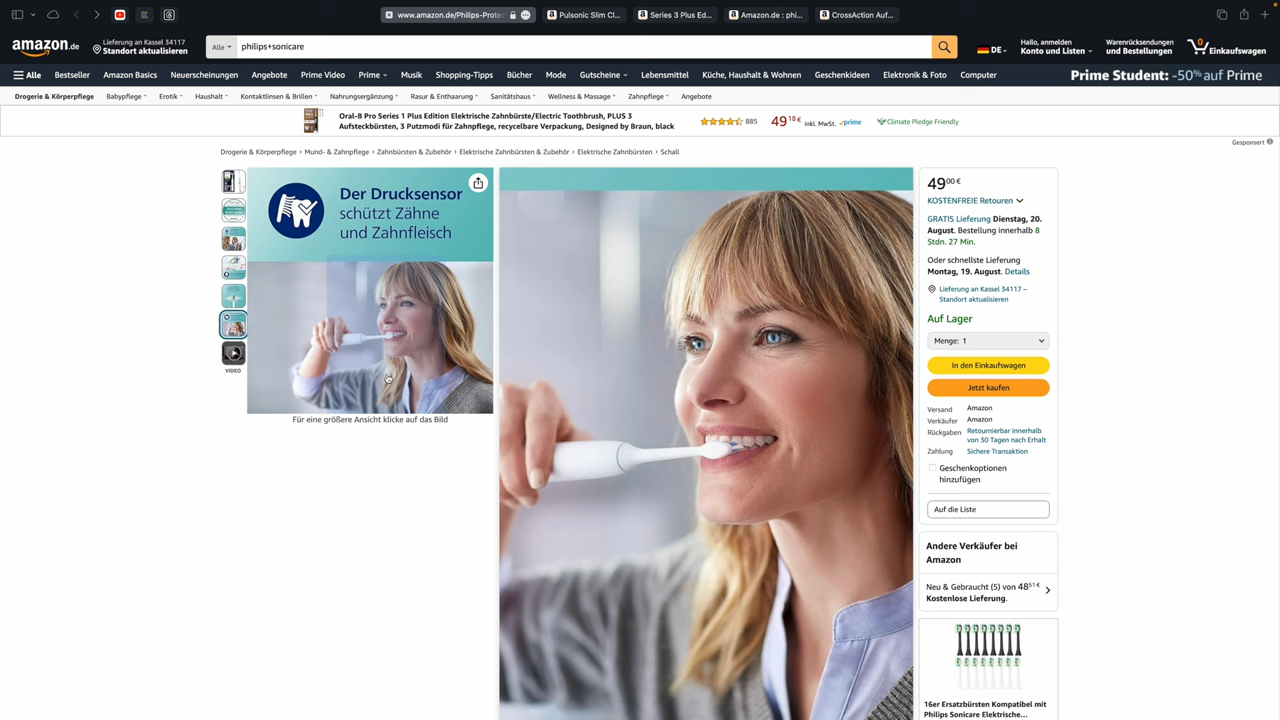 www.amazon.de/Philips-Prote
Pulsonic Slim Cl...
Series 3 Plus Ed...
Amazon.de : phi...
CrossAction Auf...
amazon.de
Lieferung an Kassel 34117
Standort aktualisieren
Alle
philips+sonicare
DE
Hallo, anmelden
Konto und Listen
Warenrücksendungen
und Bestellungen
0
Einkaufswagen
Alle
Bestseller
Amazon Basics
Neuerscheinungen
Angebote
Prime Video
Prime
Musik
Shopping-Tipps
Bücher
Mode
Gutscheine
Lebensmittel
Küche, Haushalt & Wohnen
Geschenkideen
Elektronik & Foto
Computer
Prime Student: -50% auf Prime
Drogerie & Körperpflege
Babypflege
Erotik
Haushalt
Kontaktlinsen & Brillen
Nahrungsergänzung
Rasur & Enthaarung
Sanitätshaus
Wellness & Massage
Zahnpflege
Angebote
Oral-B Pro Series 1 Plus Edition Elektrische Zahnbürste/Electric Toothbrush, PLUS 3
Aufsteckbürsten, 3 Putzmodi für Zahnpflege, recycelbare Verpackung, Designed by Braun, black
885
49 18 € inkl. MwSt. prime
Climate Pledge Friendly
Gesponsert
Drogerie & Körperpflege › Mund- & Zahnpflege › Zahnbürsten & Zubehör › Elektrische Zahnbürsten & Zubehör › Elektrische Zahnbürsten › Schall
Der Drucksensor
schützt Zähne
und Zahnfleisch
VIDEO
Für eine größere Ansicht klicke auf das Bild
49 00 €
KOSTENFREIE Retouren
GRATIS Lieferung Dienstag, 20.
August. Bestellung innerhalb 8
Stdn. 27 Min.
Oder schnellste Lieferung
Montag, 19. August. Details
Lieferung an Kassel 34117 –
Standort aktualisieren
Auf Lager
Menge: 1
In den Einkaufswagen
Jetzt kaufen
Versand Amazon
Verkäufer Amazon
Rückgaben Retournierbar innerhalb
von 30 Tagen nach Erhalt
Zahlung Sichere Transaktion
Geschenkoptionen
hinzufügen
Auf die Liste
Andere Verkäufer bei
Amazon
Neu & Gebraucht (5) von 48 51 €
Kostenlose Lieferung.
16er Ersatzbürsten Kompatibel mit
Philips Sonicare Elektrische...